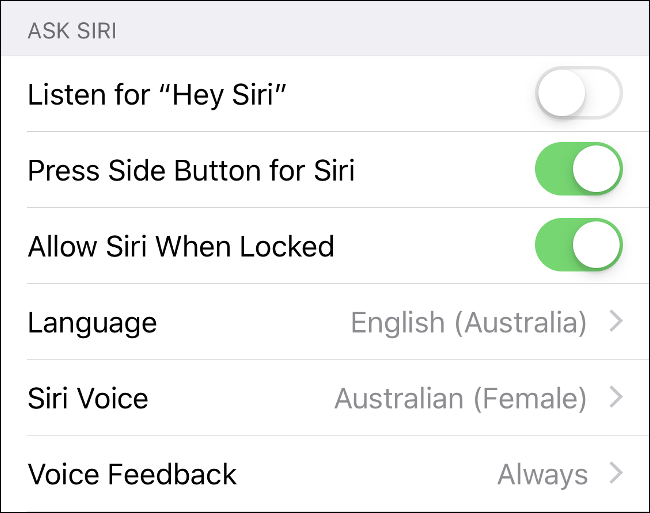 ASK SIRI
Listen for “Hey Siri”
Press Side Button for Siri
Allow Siri When Locked
Language English (Australia)
Siri Voice Australian (Female)
Voice Feedback Always